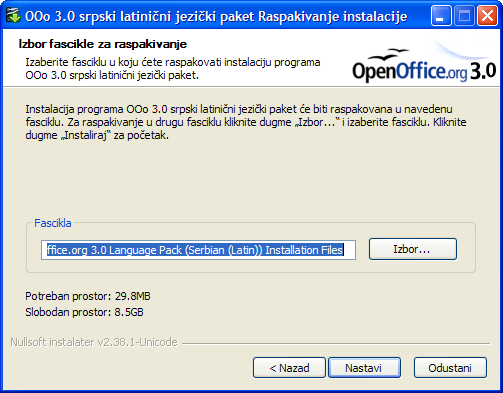 OOo 3.0 srpski latinični jezički paket Raspakivanje instalacije
Izbor fascikle za raspakivanje
Izaberite fasciklu u koju ćete raspakovati instalaciju programa
OOo 3.0 srpski latinični jezički paket.
OpenOffice.org 3.0
Instalacija programa OOo 3.0 srpski latinični jezički paket će biti raspakovana u navedenu
fasciklu. Za raspakivanje u drugu fasciklu kliknite dugme „Izbor...“ i izaberite fasciklu. Kliknite
dugme „Instaliraj“ za početak.
Fascikla
ffice.org 3.0 Language Pack (Serbian (Latin)) Installation Files
Izbor...
Potreban prostor: 29.8MB
Slobodan prostor: 8.5GB
Nullsoft instalater v2.38.1-Unicode
< Nazad
Nastavi
Odustani